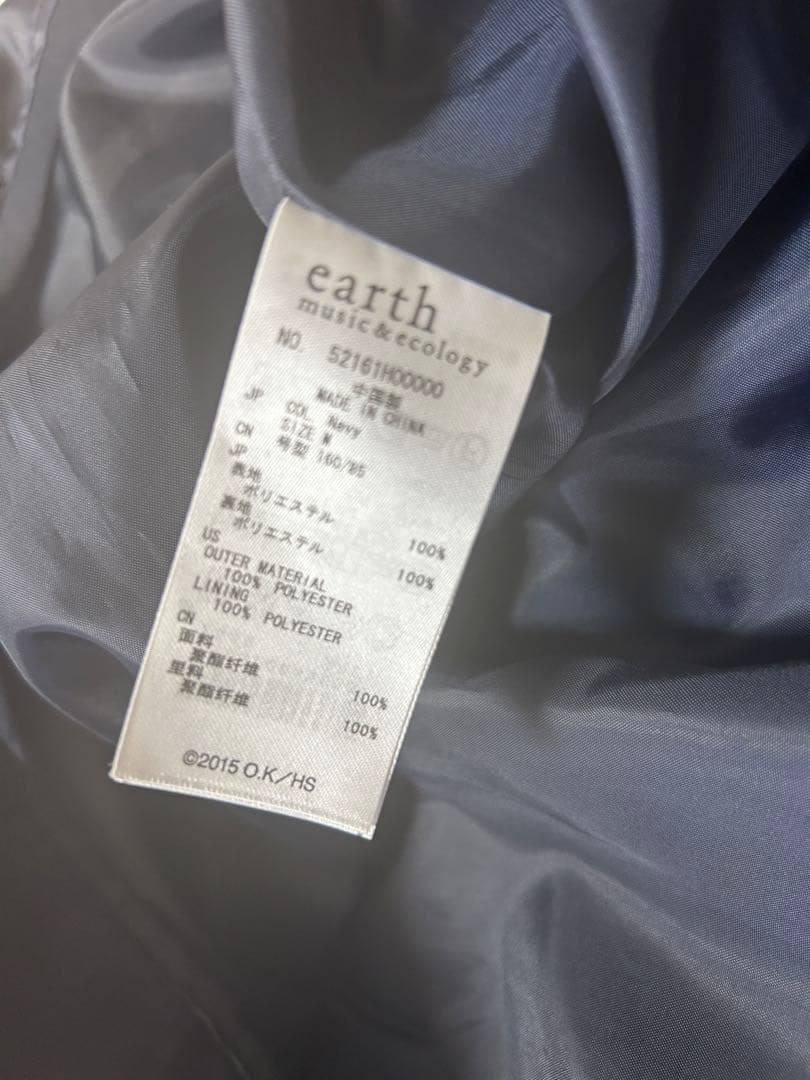 earth
music&ecology
NO. 52161H00000
中国製
MADE IN CHINA
JP COL Navy
SIZE M
CN 号型 160/85
JP
表地
ポリエステル 100%
裏地
ポリエステル 100%
US
OUTER MATERIAL
100% POLYESTER
LINING
100% POLYESTER
CN
面料
聚酯纤维 100%
里料
聚酯纤维 100%
©2015 O.K/HS